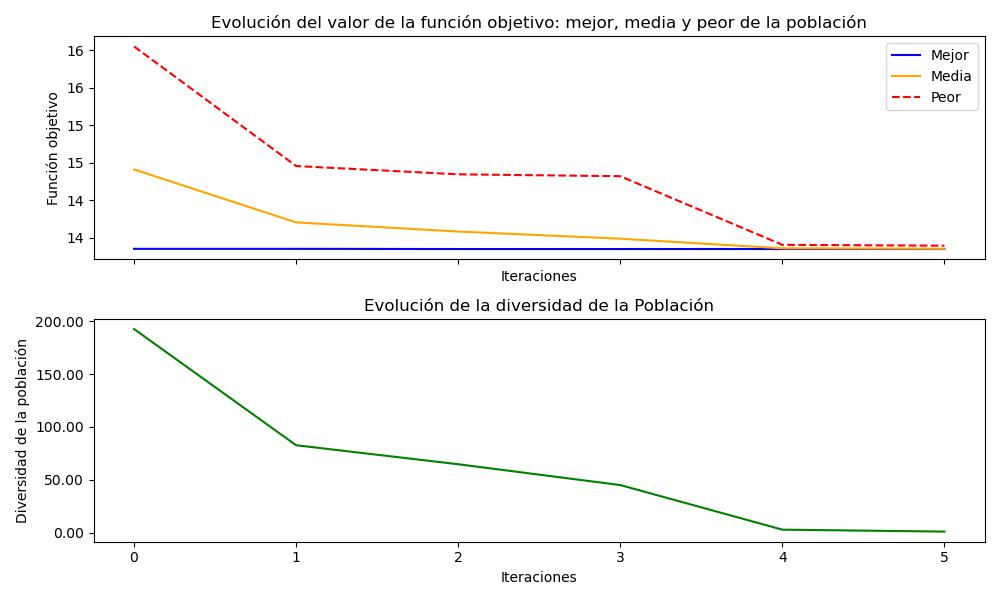 Evolución del valor de la función objetivo: mejor, media y peor de la población
Función objetivo
16
16
15
15
14
14
Mejor
Media
Peor
Iteraciones
Evolución de la diversidad de la Población
Diversidad de la población
200.00
150.00
100.00
50.00
0.00
0 1 2 3 4 5
Iteraciones